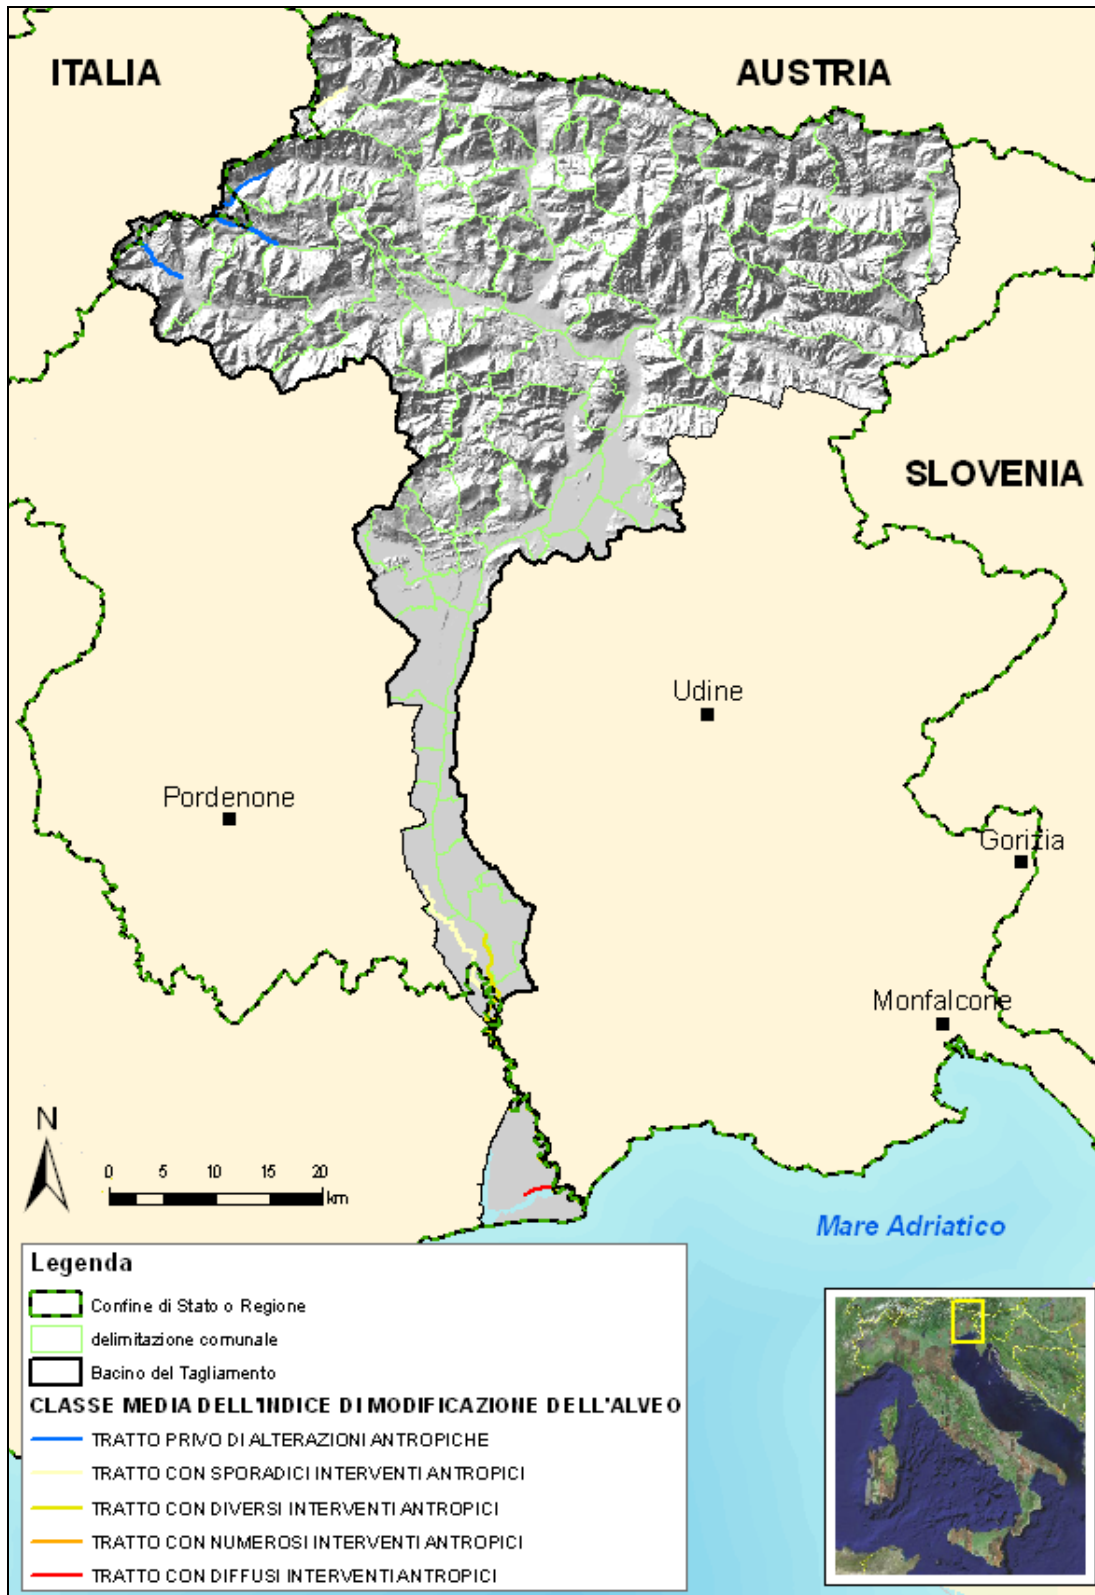 ITALIA
AUSTRIA
SLOVENIA
Udine
Pordenone
Gorizia
Monfalcone
N
0 5 10 15 20
km
Mare Adriatico
Legenda
Confine di Stato o Regione
delimitazione comunale
Bacino del Tagliamento
CLASSE MEDIA DELL'INDICE DI MODIFICAZIONE DELL'ALVEO
TRATTO PRIVO DI ALTERAZIONI ANTROPICHE
TRATTO CON SPORADICI INTERVENTI ANTROPICI
TRATTO CON DIVERSI INTERVENTI ANTROPICI
TRATTO CON NUMEROSI INTERVENTI ANTROPICI
TRATTO CON DIFFUSI INTERVENTI ANTROPICI